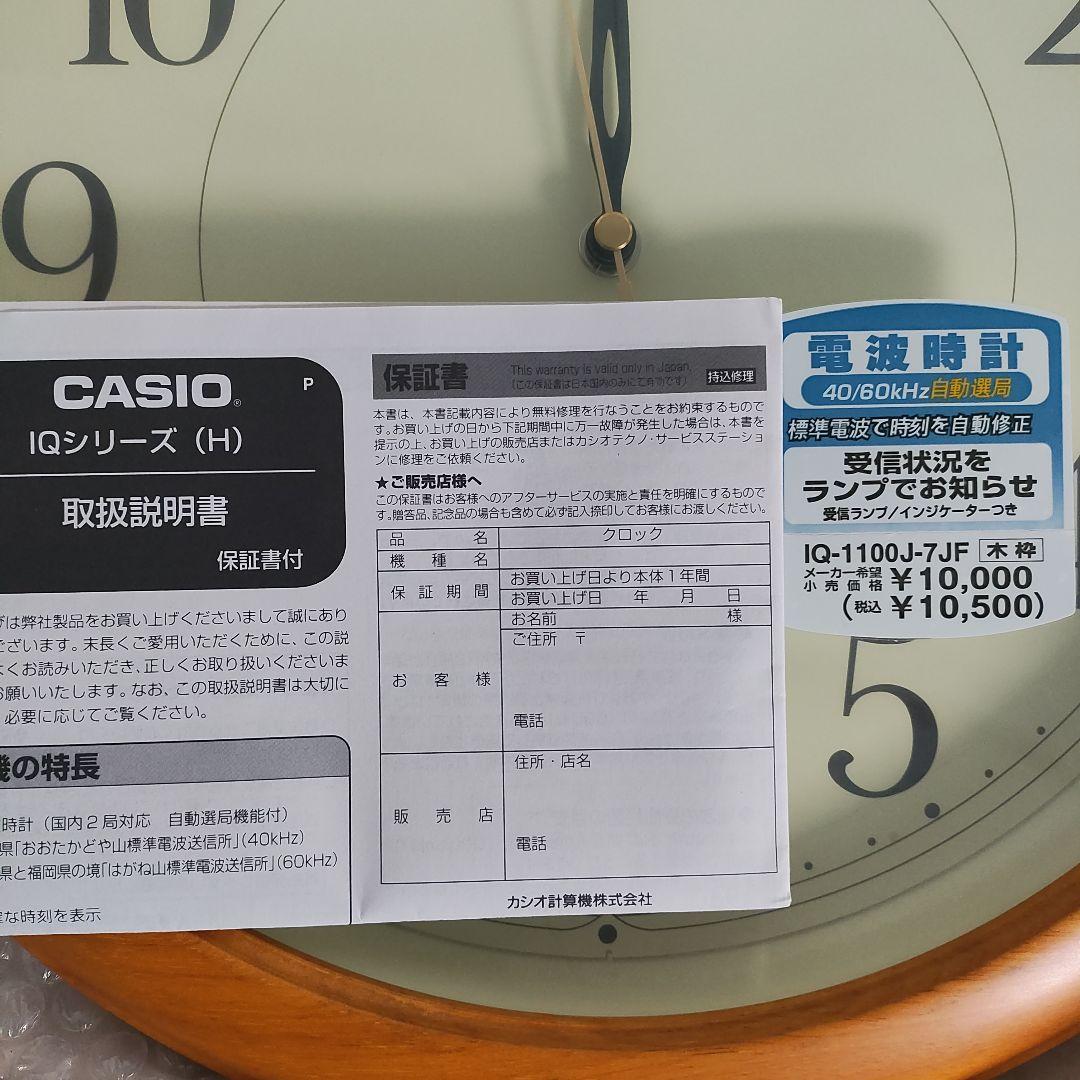 10
2
9
CASIO®
P
IQシリーズ（H）
取扱説明書
保証書付
は弊社製品をお買い上げくださいまして誠にあり
ございます。末長くご愛用いただくために、この説
よくお読みいただき、正しくお取り扱いくださいま
お願いいたします。なお、この取扱説明書は大切に
必要に応じてご覧ください。
機の特長
時計（国内2局対応　自動選局機能付）
県「おおたかどや山標準電波送信所」（40kHz）
県と福岡県の境「はがね山標準電波送信所」（60kHz）
な時刻を表示
保証書
This warranty is valid only in Japan.
（この保証書は日本国内のみにて有効です）
持込修理
本書は、本書記載内容により無料修理を行なうことをお約束するもので
す。お買い上げの日から下記期間中に万一故障が発生した場合は、本書を
提示の上、お買い上げの販売店またはカシオテクノ・サービスステーショ
ンに修理をご依頼ください。
★ご販売店様へ
この保証書はお客様へのアフターサービスの実施と責任を明確にするもので
す。贈答品、記念品の場合も含めて必ず記入捺印してお客様にお渡しください。
品名 クロック
機種名
保証期間 お買い上げ日より本体1年間
お買い上げ日　年　月　日
お客様 お名前 様
ご住所 〒
電話
販売店 住所・店名
電話
カシオ計算機株式会社
電波時計
40/60kHz自動選局
標準電波で時刻を自動修正
受信状況を
ランプでお知らせ
受信ランプ/インジケーターつき
IQ-1100J-7JF 木枠
メーカー希望
小売価格 ￥10,000
（税込 ￥10,500）
5